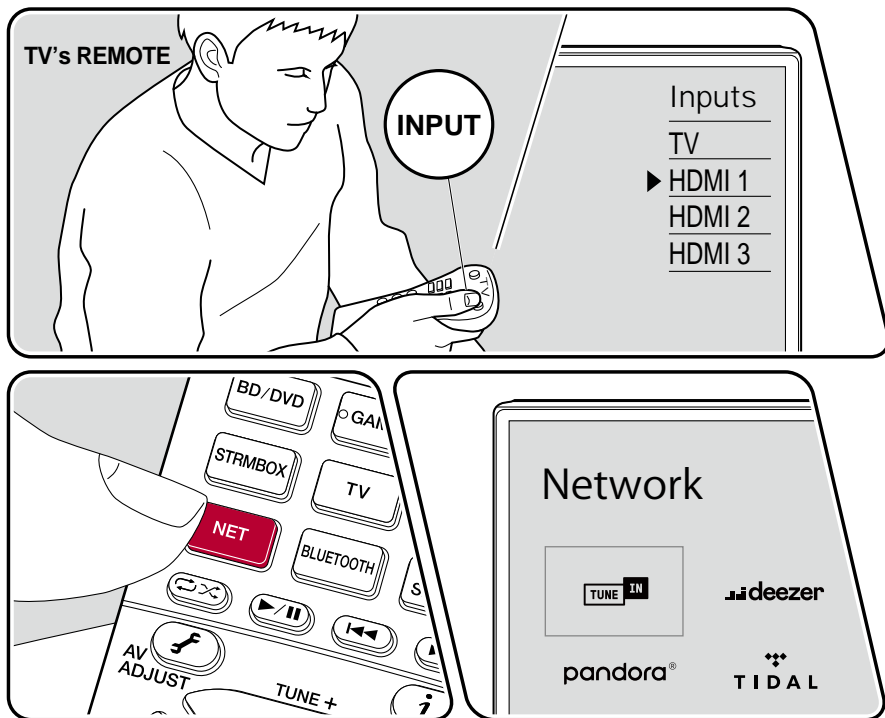 TV's REMOTE
INPUT
TV
Inputs
TV
HDMI 1
HDMI 2
HDMI 3
BD/DVD
STRMBOX
TV
NET
BLUETOOTH
AV
ADJUST
TUNE +
i
Network
TUNE IN
deezer
pandora®
TIDAL